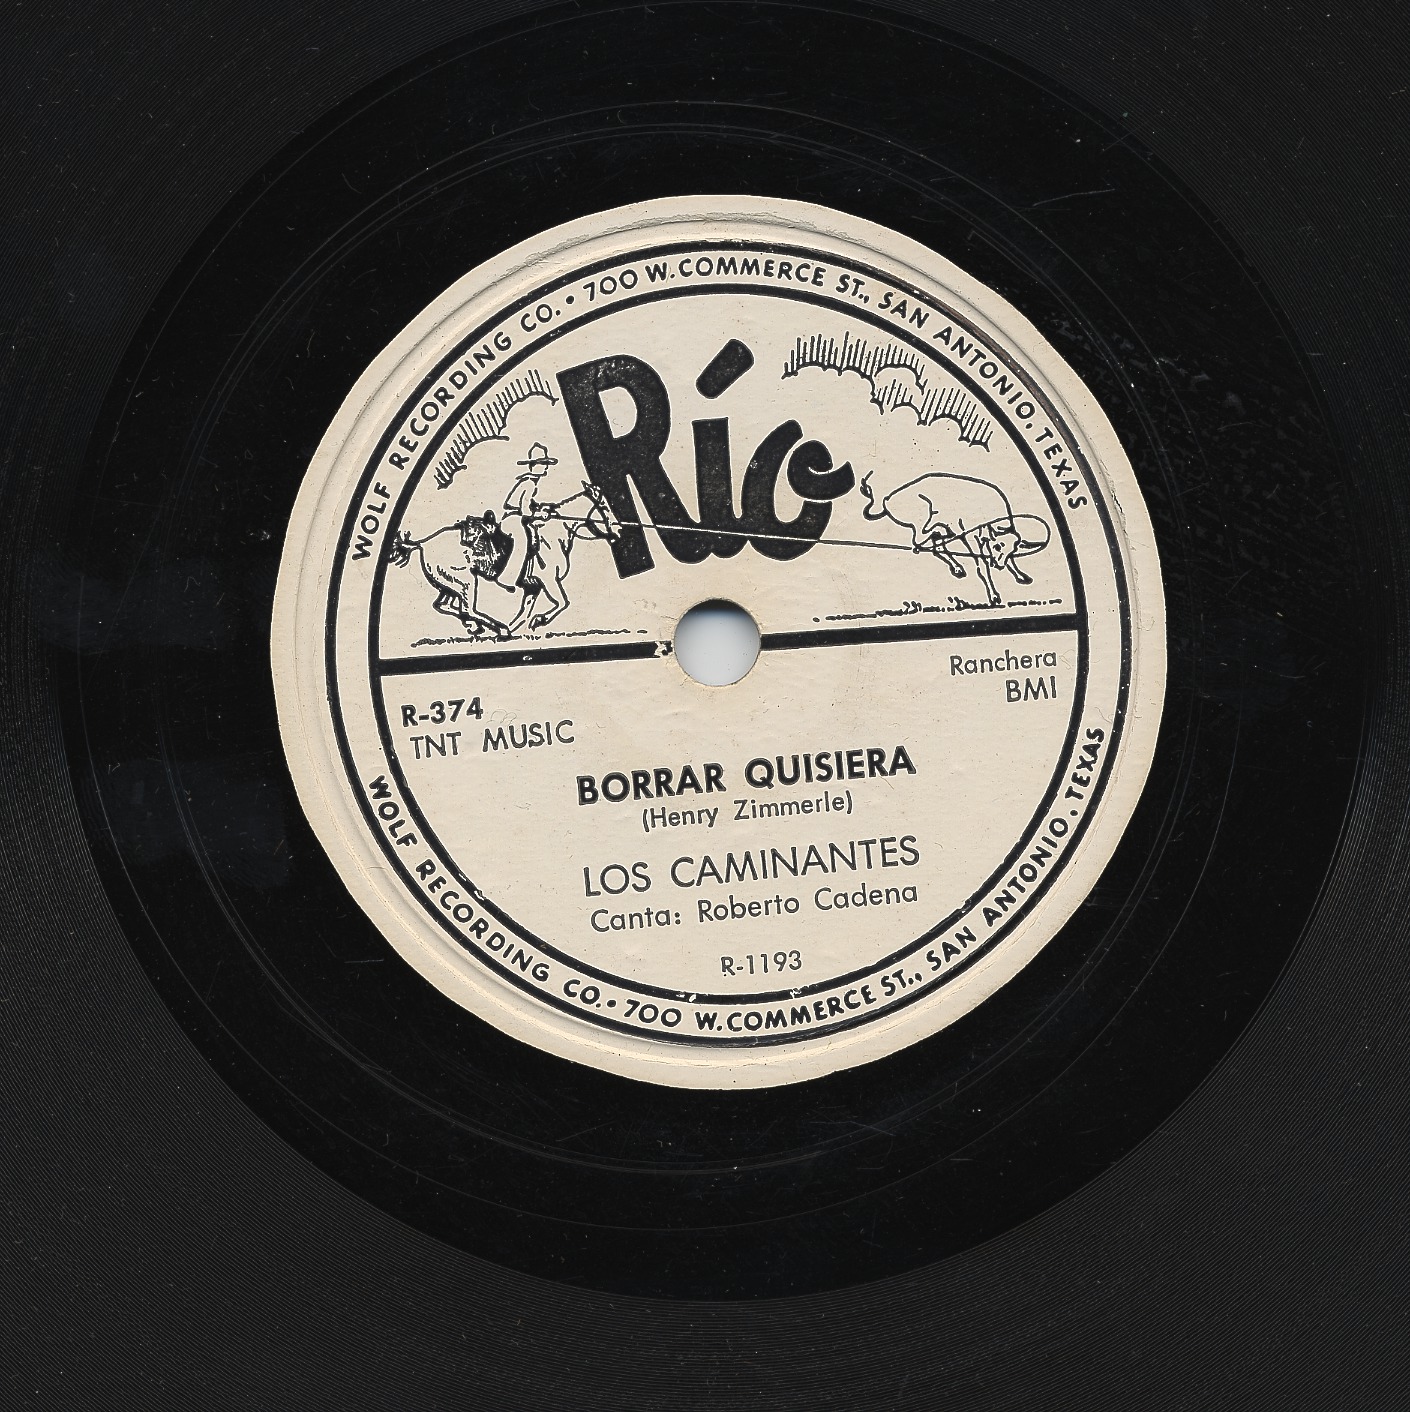 WOLF RECORDING CO. • 700 W. COMMERCE ST., SAN ANTONIO, TEXAS
Río
Ranchera
BMI
R-374
TNT MUSIC
BORRAR QUISIERA
(Henry Zimmerle)
LOS CAMINANTES
Canta: Roberto Cadena
R-1193
WOLF RECORDING CO. • 700 W. COMMERCE ST., SAN ANTONIO, TEXAS